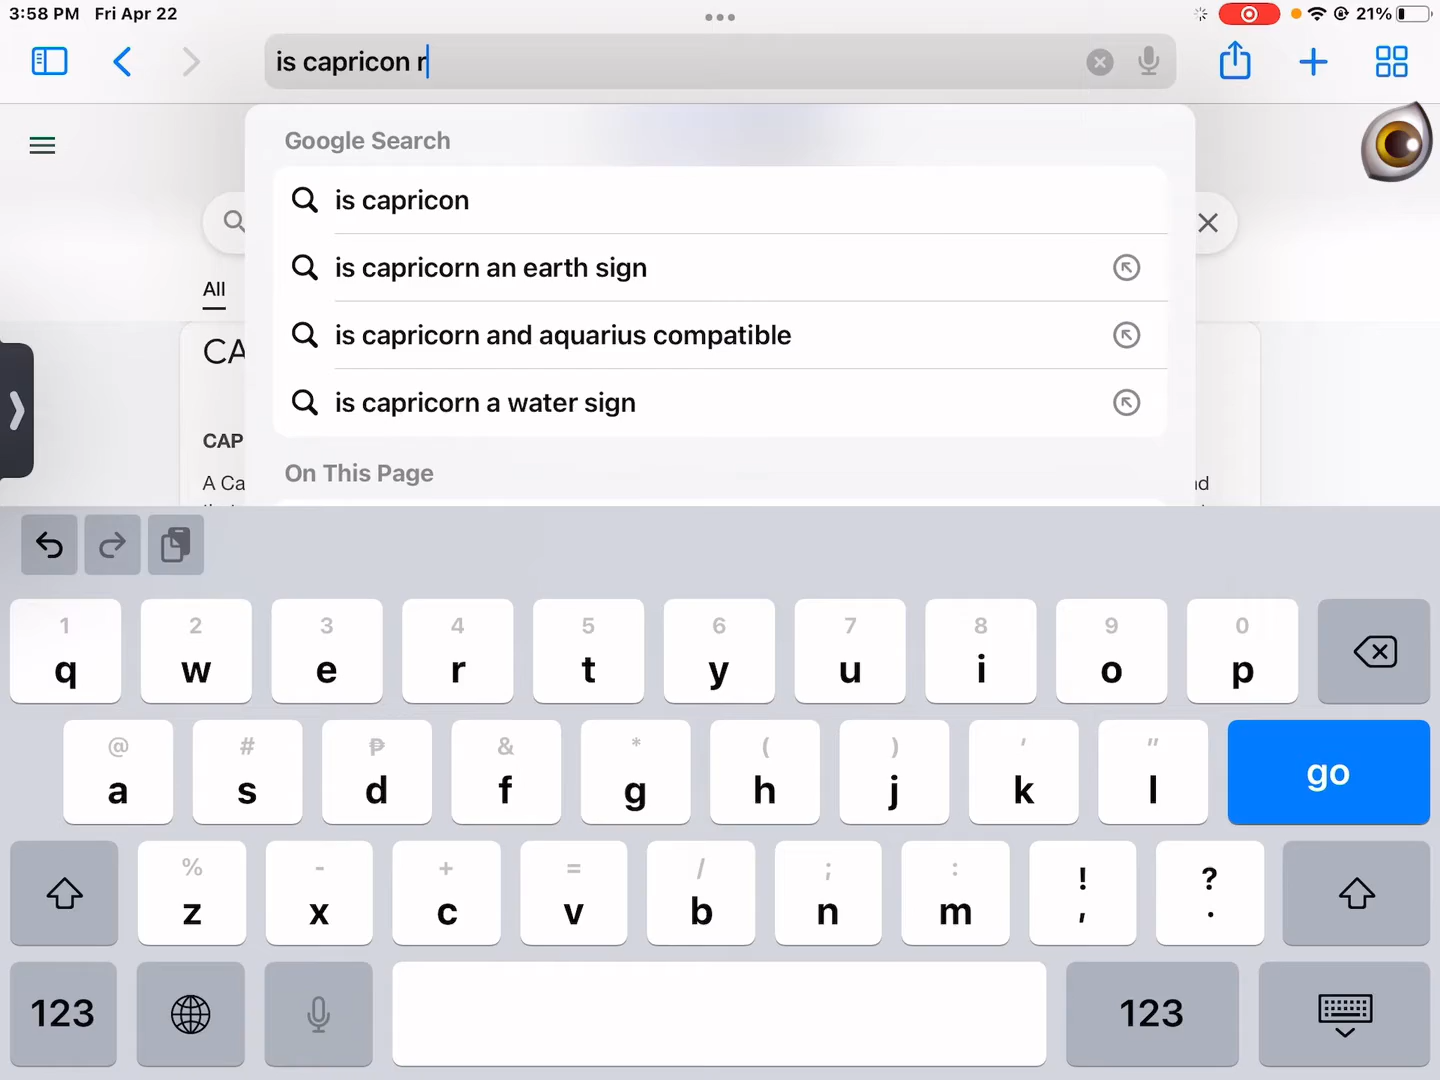 3:58 PM Fri Apr 22
21%
is capricon r
Google Search
is capricon
is capricorn an earth sign
is capricorn and aquarius compatible
is capricorn a water sign
On This Page
All
CA
CAP
A Ca
nd
1 2 3 4 5 6 7 8 9 0
q w e r t y u i o p
@ # ₱ & * ( ) ' "
a s d f g h j k l go
% - + = / ; : ! ?
z x c v b n m , .
123 123